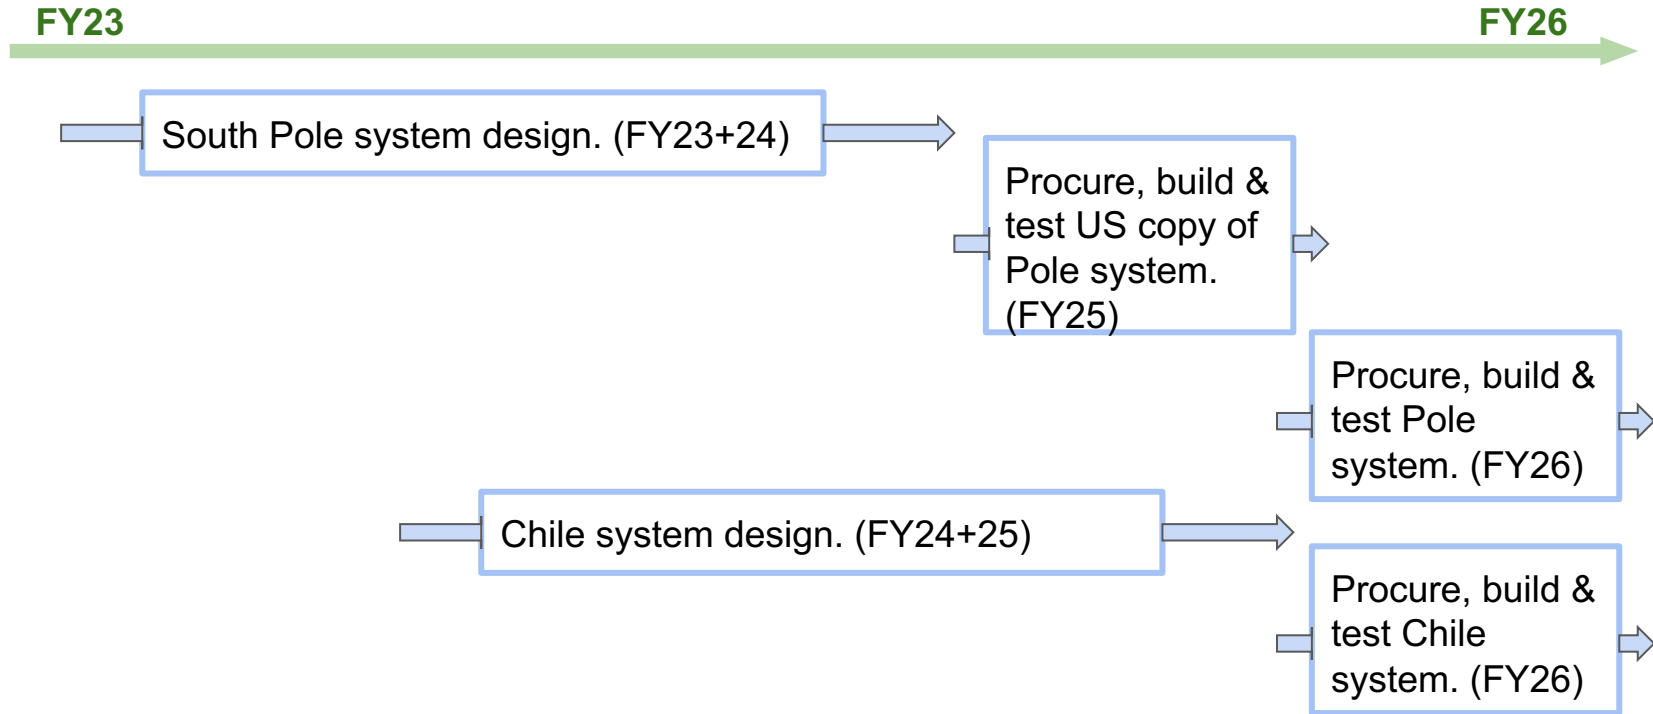 FY23
FY26
South Pole system design. (FY23+24)
Procure, build &
test US copy of
Pole system.
(FY25)
Procure, build &
test Pole
system. (FY26)
Chile system design. (FY24+25)
Procure, build &
test Chile
system. (FY26)